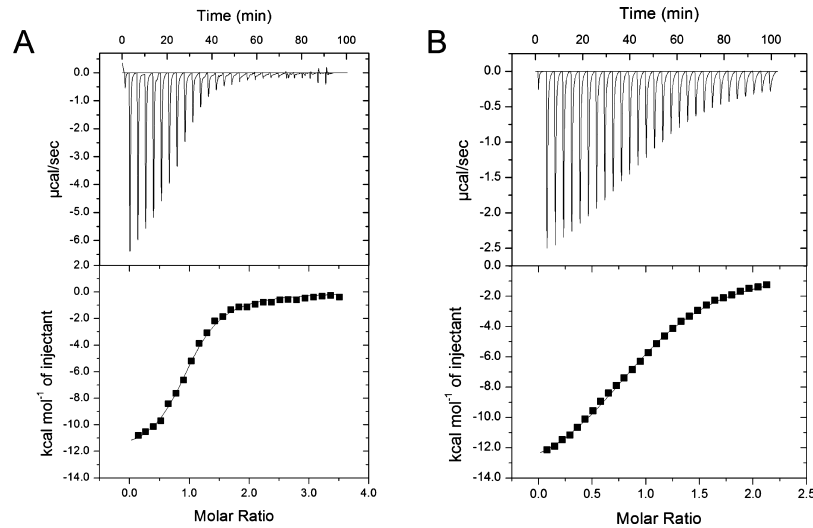 A
Time (min)
0 20 40 60 80 100
0.0
-1.0
-2.0
-3.0
-4.0
-5.0
-6.0
µcal/sec
2.0
0.0
-2.0
-4.0
-6.0
-8.0
-10.0
-12.0
-14.0
kcal mol⁻¹ of injectant
0.0 1.0 2.0 3.0 4.0
Molar Ratio
B
Time (min)
0 10 20 30 40 50 60 70 80 90 100
0.0
-0.5
-1.0
-1.5
-2.0
-2.5
µcal/sec
0.0
-2.0
-4.0
-6.0
-8.0
-10.0
-12.0
-14.0
kcal mol⁻¹ of injectant
0.0 0.5 1.0 1.5 2.0 2.5
Molar Ratio